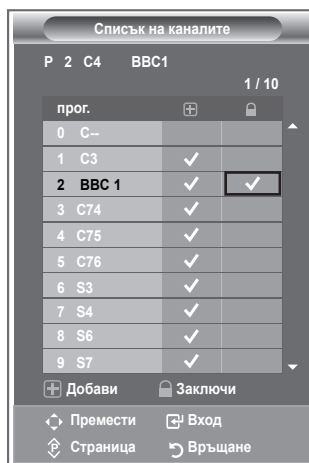 Списък на каналите
P 2 C4 BBC1
1 / 10
прог.
0 C--
1 C3
2 BBC 1
3 C74
4 C75
5 C76
6 S3
7 S4
8 S6
9 S7
Добави Заключи
Премести Вход
Страница Връщане